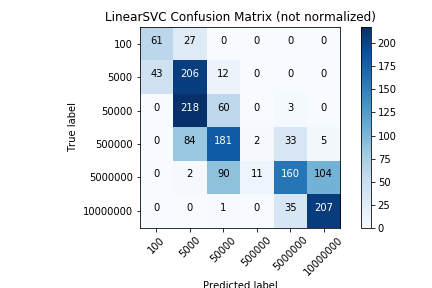 LinearSVC Confusion Matrix (not normalized)
True label
100 61 27 0 0 0 0
5000 43 206 12 0 0 0
50000 0 218 60 0 3 0
500000 0 84 181 2 33 5
5000000 0 2 90 11 160 104
10000000 0 0 1 0 35 207
100 5000 50000 500000 5000000 10000000
Predicted label
200
175
150
125
100
75
50
25
0